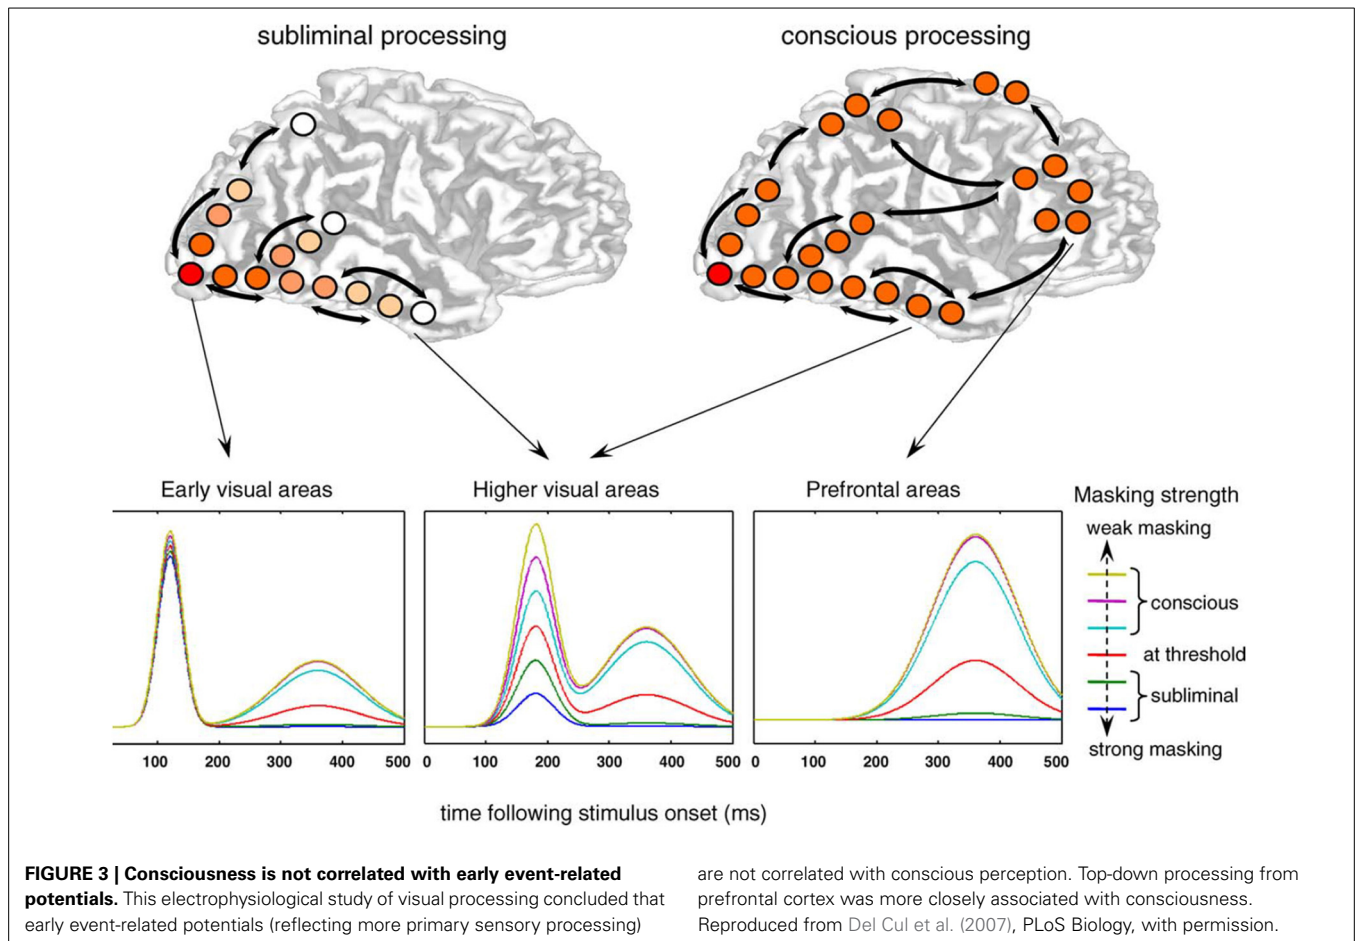 subliminal processing
conscious processing
Early visual areas
Higher visual areas
Prefrontal areas
Masking strength
weak masking
conscious
at threshold
subliminal
strong masking
100 200 300 400 500
0 100 200 300 400 500
0 100 200 300 400 500
time following stimulus onset (ms)
FIGURE 3 | Consciousness is not correlated with early event-related
potentials. This electrophysiological study of visual processing concluded that
early event-related potentials (reflecting more primary sensory processing)
are not correlated with conscious perception. Top-down processing from
prefrontal cortex was more closely associated with consciousness.
Reproduced from Del Cul et al. (2007), PLoS Biology, with permission.